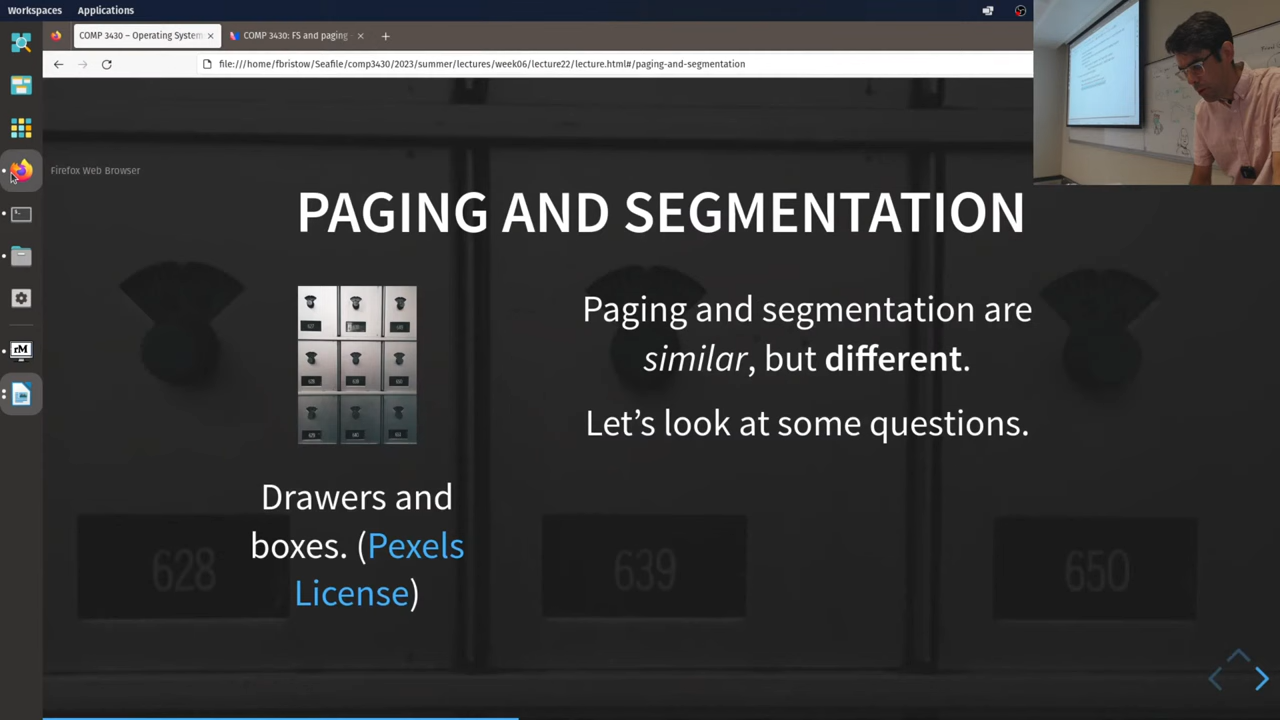 Workspaces Applications
COMP 3430 – Operating System
COMP 3430: FS and paging
file:///home/fbristow/Seafile/comp3430/2023/summer/lectures/week06/lecture22/lecture.html#/paging-and-segmentation
Firefox Web Browser
PAGING AND SEGMENTATION
Paging and segmentation are
similar, but different.
Let’s look at some questions.
Drawers and
boxes. (Pexels
License)
628
639
650
rM